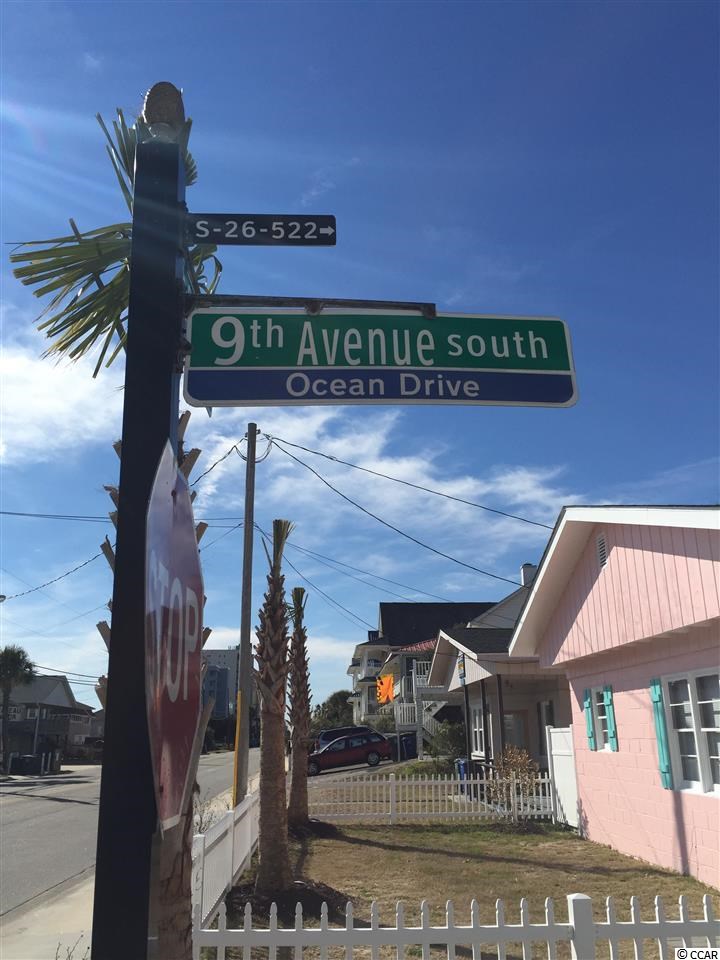 S-26-522→
9th Avenue South
Ocean Drive
STOP
© CCAR